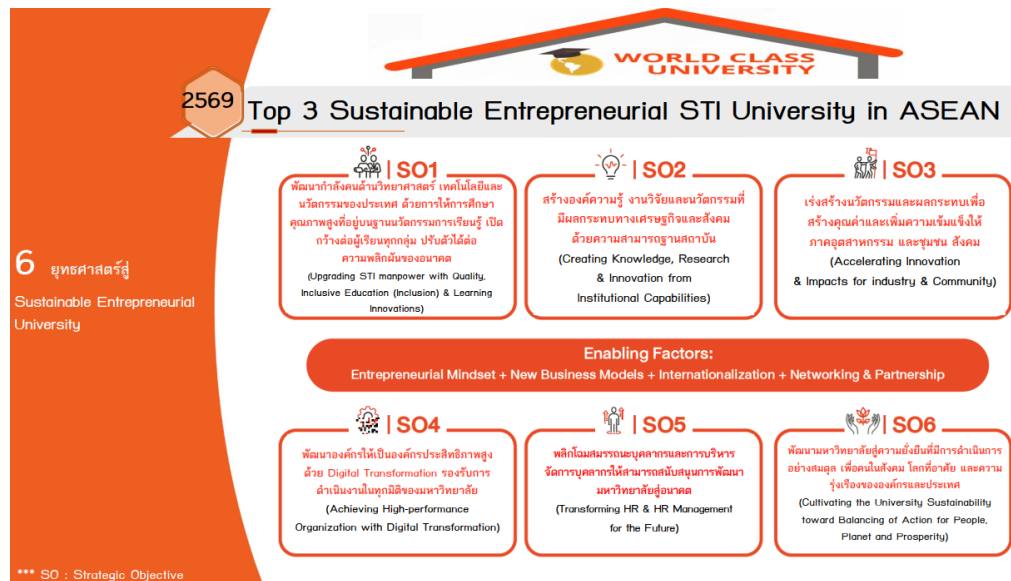 WORLD CLASS
UNIVERSITY
2569
Top 3 Sustainable Entrepreneurial STI University in ASEAN
6 ยุทธศาสตร์สู่
Sustainable Entrepreneurial
University
SO1
พัฒนากำลังคนด้านวิทยาศาสตร์ เทคโนโลยีและ
นวัตกรรมของประเทศ ด้วยการให้การศึกษา
คุณภาพสูงที่อยู่บนฐานนวัตกรรมการเรียนรู้ เปิด
กว้างต่อผู้เรียนทุกกลุ่ม ปรับตัวได้ต่อ
ความพลิกผันของอนาคต
(Upgrading STI manpower with Quality,
Inclusive Education (Inclusion) & Learning
Innovations)
SO2
สร้างองค์ความรู้ งานวิจัยและนวัตกรรมที่
มีผลกระทบทางเศรษฐกิจและสังคม
ด้วยความสามารถฐานสถาบัน
(Creating Knowledge, Research
& Innovation from
Institutional Capabilities)
SO3
เร่งสร้างนวัตกรรมและผลกระทบเพื่อ
สร้างคุณค่าและเพิ่มความเข้มแข็งให้
ภาคอุตสาหกรรม และชุมชน สังคม
(Accelerating Innovation
& Impacts for industry & Community)
Enabling Factors:
Entrepreneurial Mindset + New Business Models + Internationalization + Networking & Partnership
SO4
พัฒนาองค์กรให้เป็นองค์กรประสิทธิภาพสูง
ด้วย Digital Transformation รองรับการ
ดำเนินงานในทุกมิติของมหาวิทยาลัย
(Achieving High-performance
Organization with Digital Transformation)
SO5
พลิกโฉมสมรรถนะบุคลากรและการบริหาร
จัดการบุคลากรให้สามารถสนับสนุนการพัฒนา
มหาวิทยาลัยสู่อนาคต
(Transforming HR & HR Management
for the Future)
SO6
พัฒนามหาวิทยาลัยสู่ความยั่งยืนที่มีการดำเนินการ
อย่างสมดุล เพื่อคนในสังคม โลกที่อาศัย และความ
รุ่งเรืองขององค์กรและประเทศ
(Cultivating the University Sustainability
toward Balancing of Action for People,
Planet and Prosperity)
*** SO : Strategic Objective